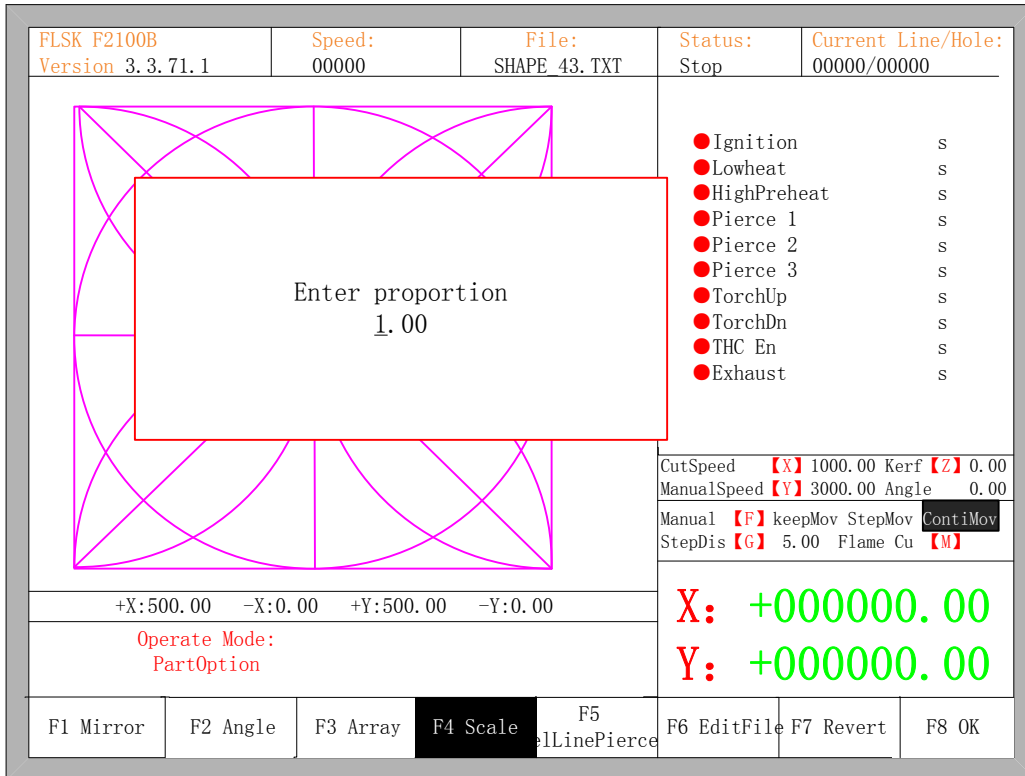 FLSK F2100B
Version 3.3.71.1
Speed:
00000
File:
SHAPE_43.TXT
Status:
Stop
Current Line/Hole:
00000/00000
Enter proportion
1.00
Ignition s
Lowheat s
HighPreheat s
Pierce 1 s
Pierce 2 s
Pierce 3 s
TorchUp s
TorchDn s
THC En s
Exhaust s
CutSpeed 【X】 1000.00 Kerf 【Z】 0.00
ManualSpeed 【Y】 3000.00 Angle 0.00
Manual 【F】 keepMov StepMov ContiMov
StepDis 【G】 5.00 Flame Cu 【M】
+X:500.00 -X:0.00 +Y:500.00 -Y:0.00
Operate Mode:
PartOption
X: +000000.00
Y: +000000.00
F1 Mirror
F2 Angle
F3 Array
F4 Scale
F5
elLinePierce
F6 EditFile
F7 Revert
F8 OK